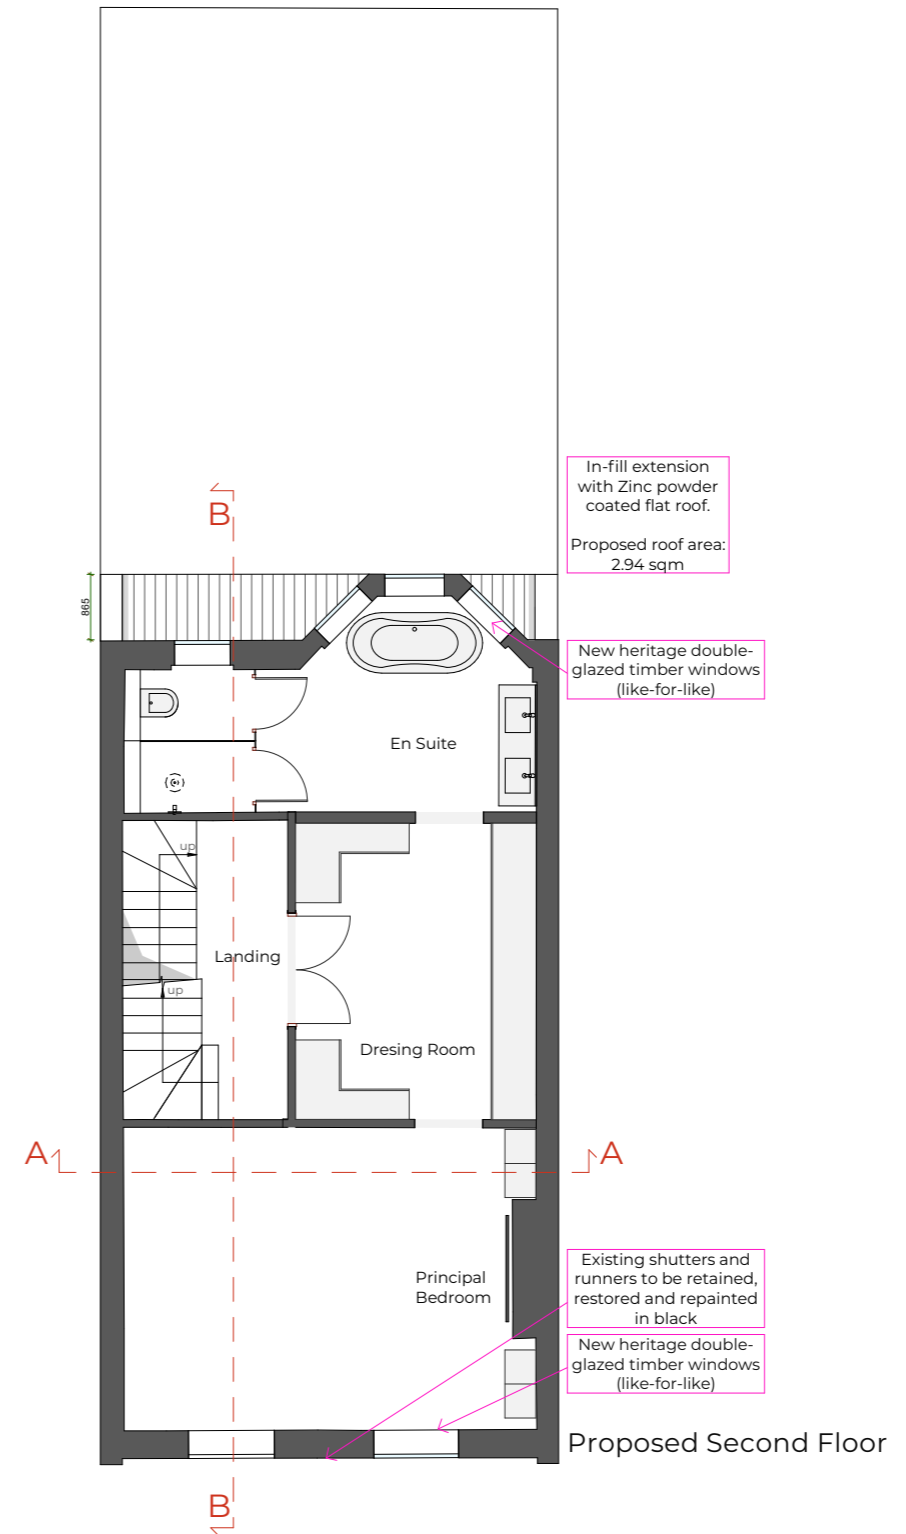 In-fill extension
with Zinc powder
coated flat roof.
Proposed roof area:
2.94 sqm
B
865
New heritage double-
glazed timber windows
(like-for-like)
En Suite
up
Landing
up
Dresing Room
A
A
Existing shutters and
runners to be retained,
restored and repainted
in black
Principal
Bedroom
New heritage double-
glazed timber windows
(like-for-like)
Proposed Second Floor
B